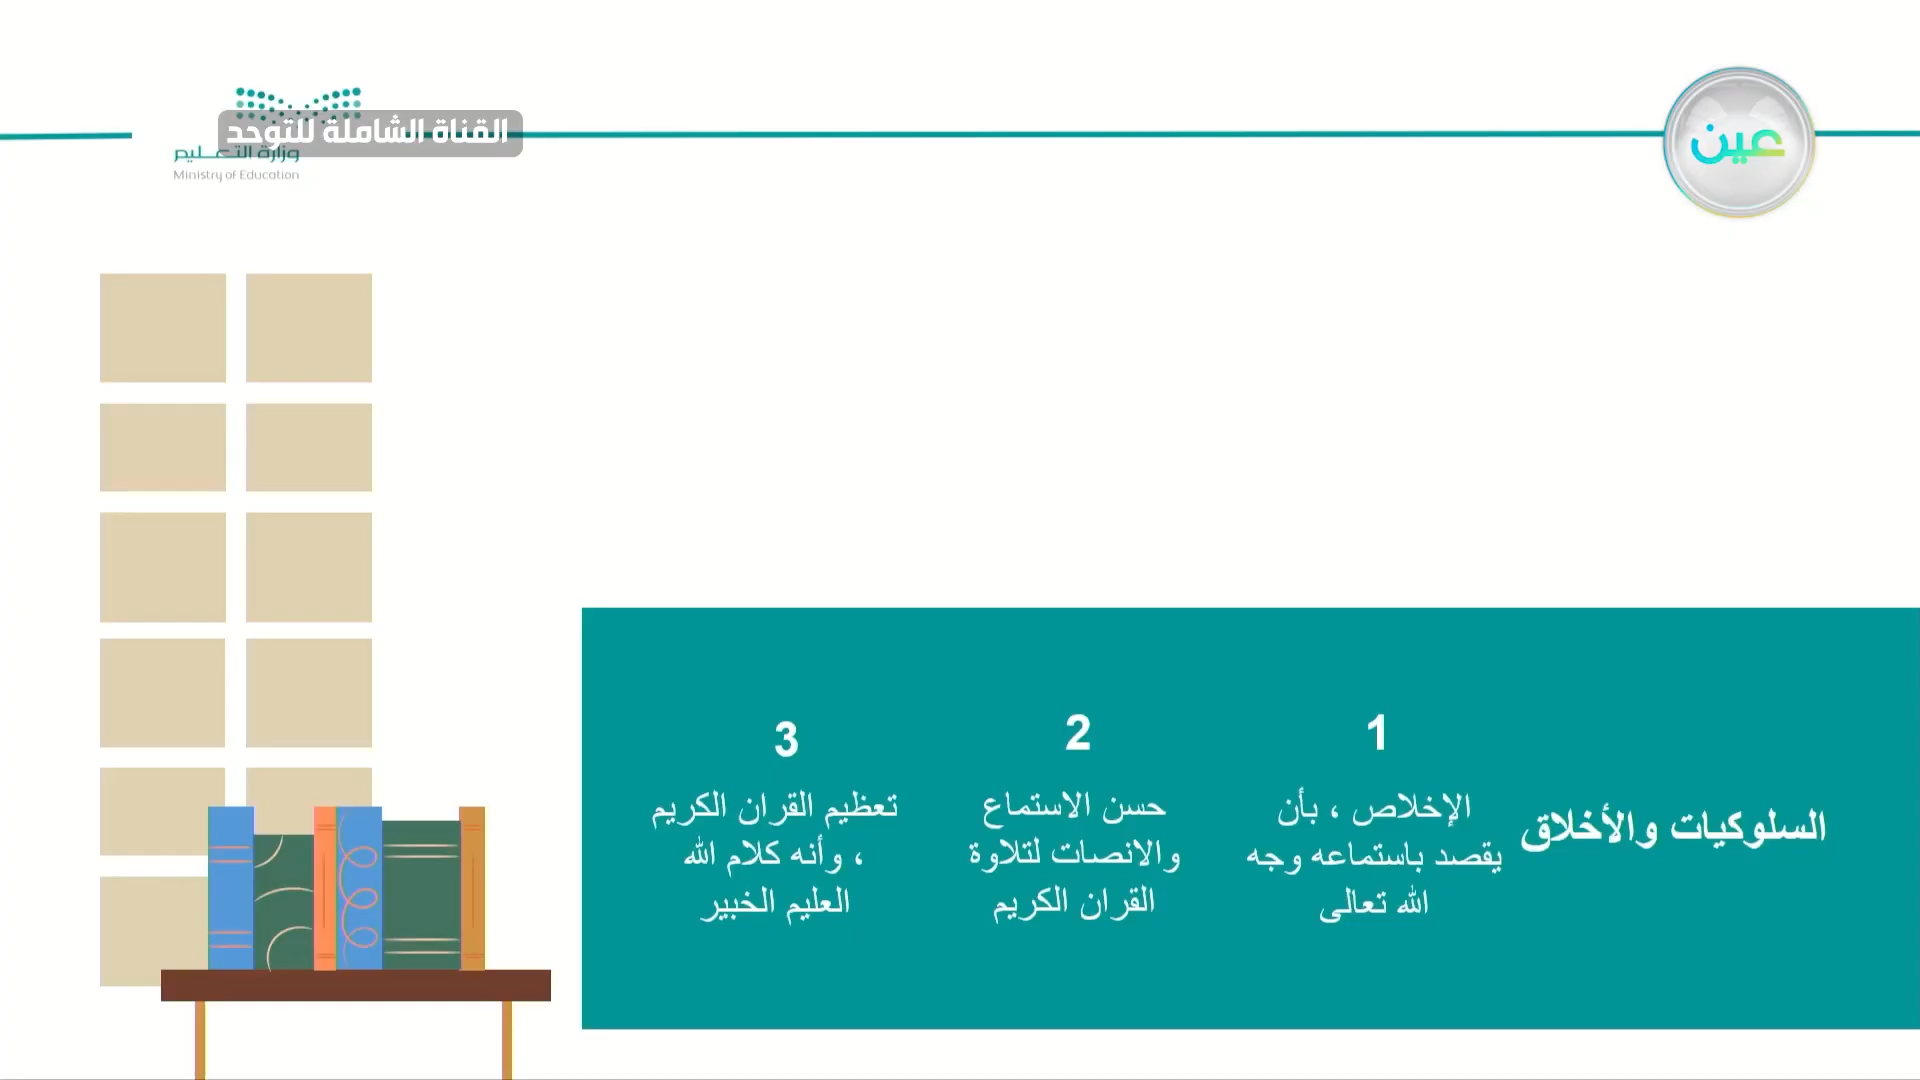 القناة الشاملة للتوحد
وزارة التعـــليم
Ministry of Education
عين
السلوكيات والأخلاق
1
الإخلاص ، بأن
يقصد باستماعه وجه
الله تعالى
2
حسن الاستماع
والانصات لتلاوة
القران الكريم
3
تعظيم القران الكريم
، وأنه كلام الله
العليم الخبير